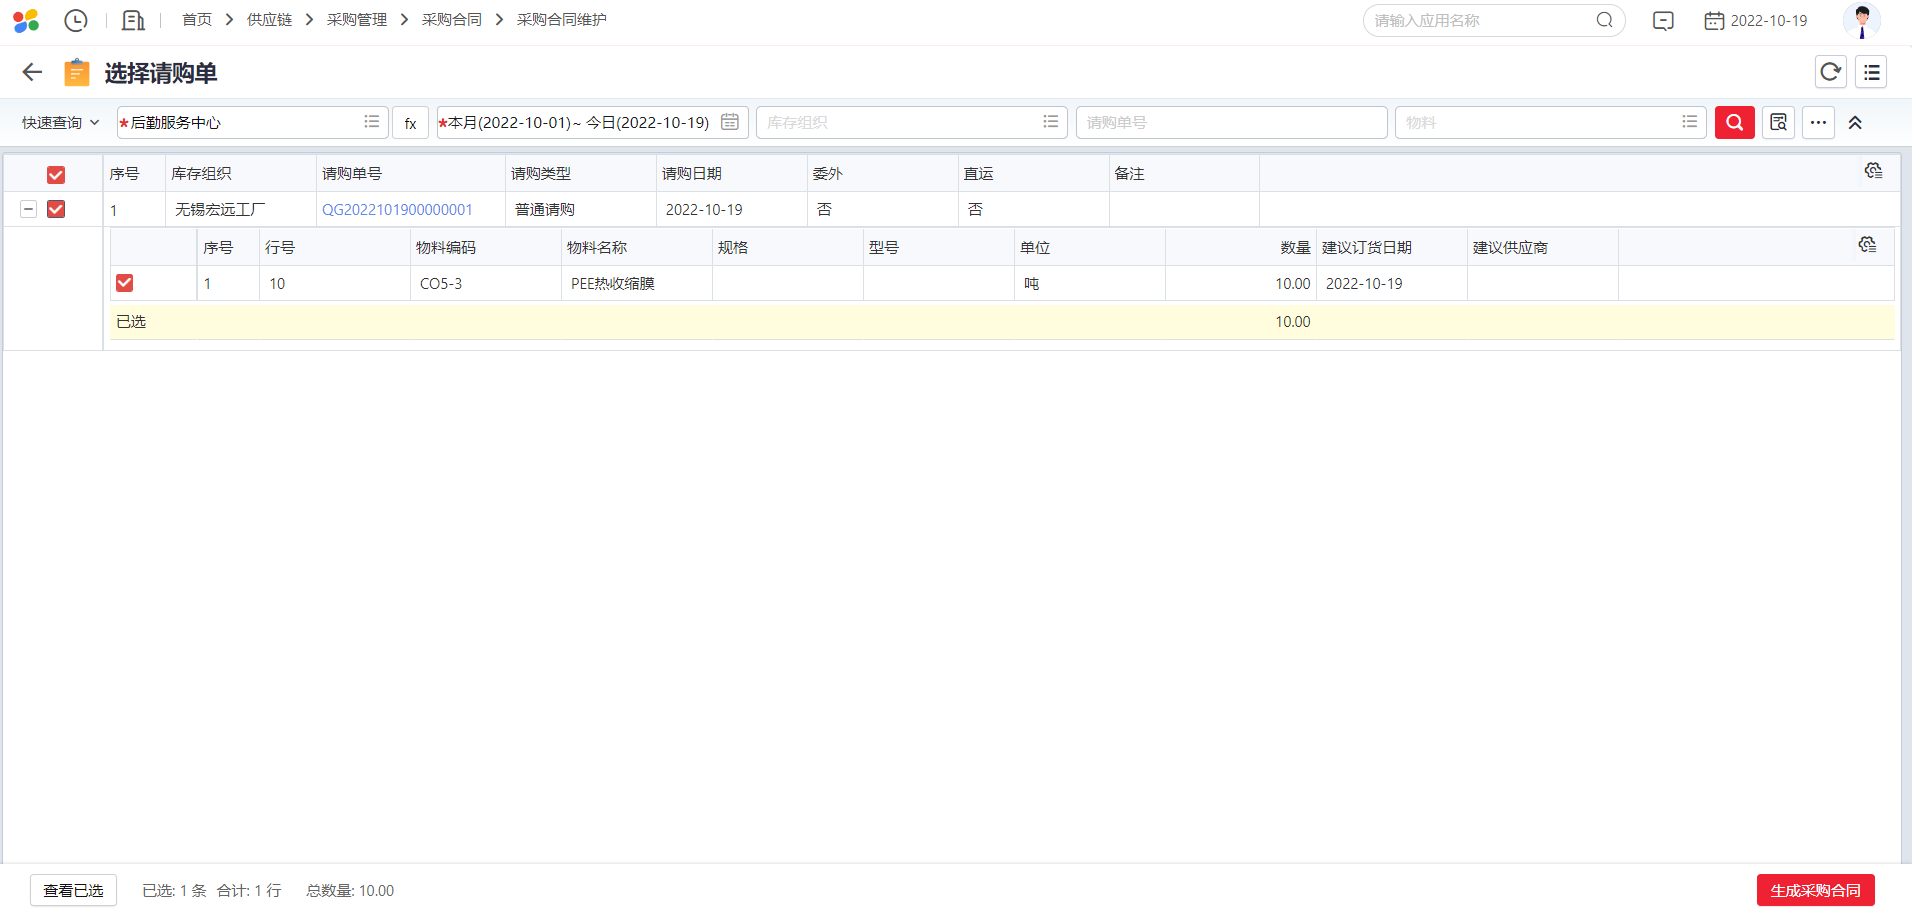 首页 供应链 采购管理 采购合同 采购合同维护 请输入应用名称 2022-10-19
选择请购单
快速查询 *后勤服务中心 fx *本月(2022-10-01)~ 今日(2022-10-19) 库存组织 请购单号 物料
序号 库存组织 请购单号 请购类型 请购日期 委外 直运 备注
1 无锡宏远工厂 QG2022101900000001 普通请购 2022-10-19 否 否
序号 行号 物料编码 物料名称 规格 型号 单位 数量 建议订货日期 建议供应商
1 10 CO5-3 PEE热收缩膜 吨 10.00 2022-10-19
已选 10.00
查看已选 已选: 1 条 合计: 1 行 总数量: 10.00 生成采购合同